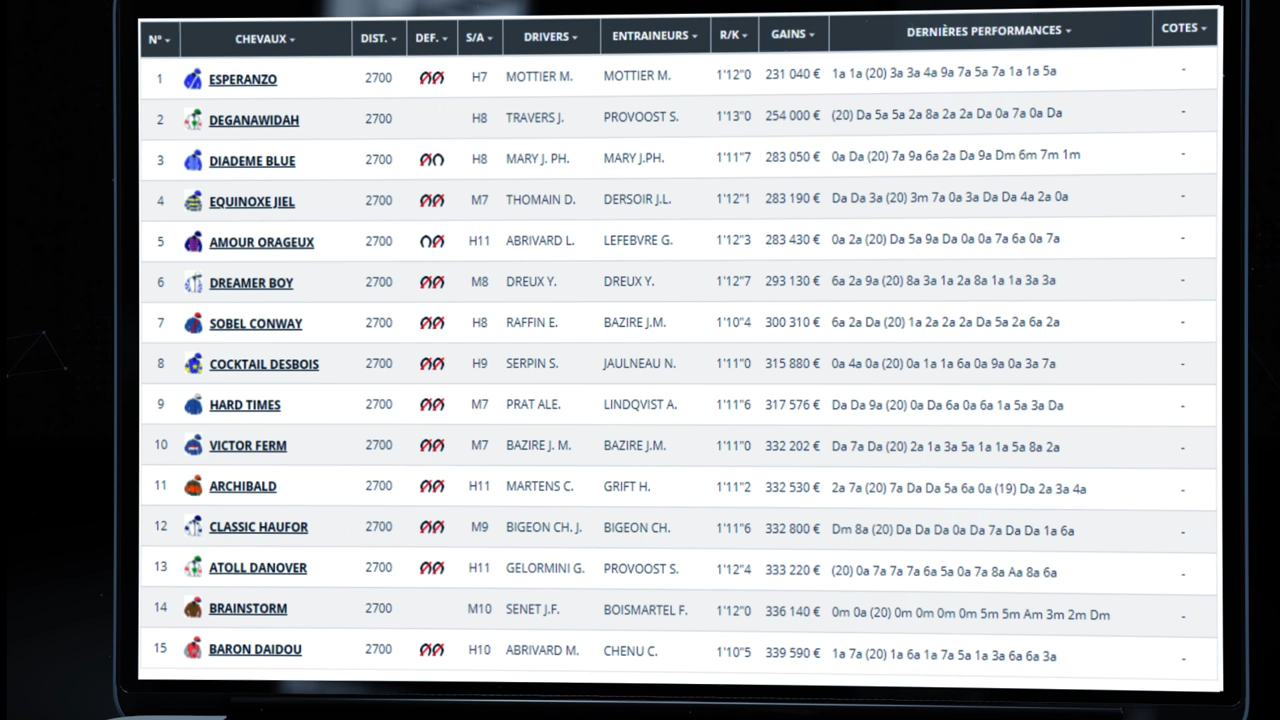 N° CHEVAUX DIST. DEF. S/A DRIVERS ENTRAINEURS R/K GAINS DERNIÈRES PERFORMANCES COTES
1 ESPERANZO 2700 H7 MOTTIER M. MOTTIER M. 1'12"0 231 040 € 1a 1a (20) 3a 3a 4a 9a 7a 5a 7a 1a 1a 5a -
2 DEGANAWIDAH 2700 H8 TRAVERS J. PROVOOST S. 1'13"0 254 000 € (20) Da 5a 5a 2a 8a 2a 2a Da 0a 7a 0a Da -
3 DIADEME BLUE 2700 H8 MARY J. PH. MARY J.PH. 1'11"7 283 050 € 0a Da (20) 7a 9a 6a 2a Da 9a Dm 6m 7m 1m -
4 EQUINOXE JIEL 2700 M7 THOMAIN D. DERSOIR J.L. 1'12"1 283 190 € Da Da 3a (20) 3m 7a 0a 3a Da Da 4a 2a 0a -
5 AMOUR ORAGEUX 2700 H11 ABRIVARD L. LEFEBVRE G. 1'12"3 283 430 € 0a 2a (20) Da 5a 9a Da 0a 0a 7a 6a 0a 7a -
6 DREAMER BOY 2700 M8 DREUX Y. DREUX Y. 1'12"7 293 130 € 6a 2a 9a (20) 8a 3a 1a 2a 8a 1a 1a 3a 3a -
7 SOBEL CONWAY 2700 H8 RAFFIN E. BAZIRE J.M. 1'10"4 300 310 € 6a 2a Da (20) 1a 2a 2a 2a Da 5a 2a 6a 2a -
8 COCKTAIL DESBOIS 2700 H9 SERPIN S. JAULNEAU N. 1'11"0 315 880 € 0a 4a 0a (20) 0a 1a 1a 6a 0a 9a 0a 3a 7a -
9 HARD TIMES 2700 M7 PRAT ALE. LINDQVIST A. 1'11"6 317 576 € Da Da 9a (20) 0a Da 6a 0a 6a 1a 5a 3a Da -
10 VICTOR FERM 2700 M7 BAZIRE J. M. BAZIRE J.M. 1'11"0 332 202 € Da 7a Da (20) 2a 1a 3a 5a 1a 1a 5a 8a 2a -
11 ARCHIBALD 2700 H11 MARTENS C. GRIFT H. 1'11"2 332 530 € 2a 7a (20) 7a Da Da 5a 6a 0a (19) Da 2a 3a 4a -
12 CLASSIC HAUFOR 2700 M9 BIGEON CH. J. BIGEON CH. 1'11"6 332 800 € Dm 8a (20) Da Da Da 0a Da 7a Da Da 1a 6a -
13 ATOLL DANOVER 2700 H11 GELORMINI G. PROVOOST S. 1'12"4 333 220 € (20) 0a 7a 7a 7a 6a 5a 0a 7a 8a Aa 8a 6a -
14 BRAINSTORM 2700 M10 SENET J.F. BOISMARTEL F. 1'12"0 336 140 € 0m 0a (20) 0m 0m 0m 0m 5m 5m Am 3m 2m Dm -
15 BARON DAIDOU 2700 H10 ABRIVARD M. CHENU C. 1'10"5 339 590 € 1a 7a (20) 1a 6a 1a 7a 5a 1a 3a 6a 6a 3a -